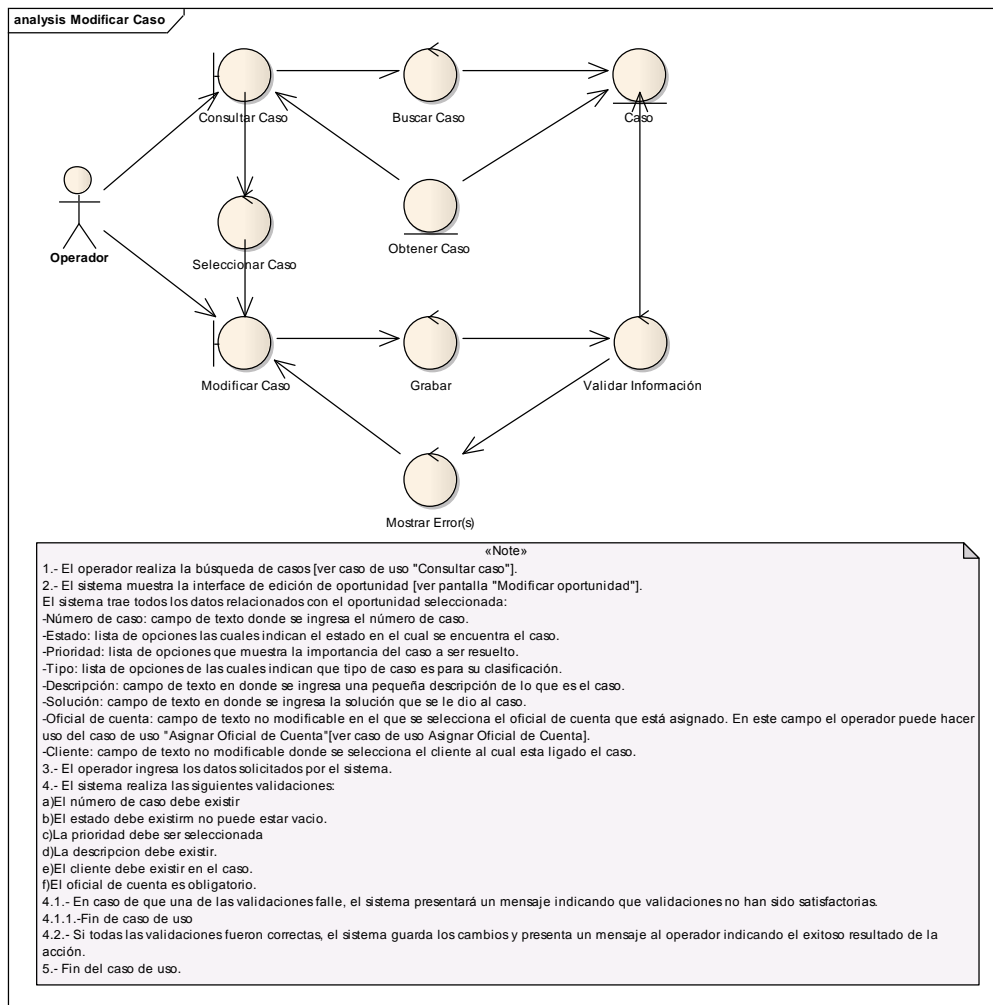 analysis Modificar Caso
Consultar Caso
Buscar Caso
Caso
Operador
Seleccionar Caso
Obtener Caso
Modificar Caso
Grabar
Validar Información
Mostrar Error(s)
«Note»
1.- El operador realiza la búsqueda de casos [ver caso de uso "Consultar caso"].
2.- El sistema muestra la interface de edición de oportunidad [ver pantalla "Modificar oportunidad"].
El sistema trae todos los datos relacionados con el oportunidad seleccionada:
-Número de caso: campo de texto donde se ingresa el número de caso.
-Estado: lista de opciones las cuales indican el estado en el cual se encuentra el caso.
-Prioridad: lista de opciones que muestra la importancia del caso a ser resuelto.
-Tipo: lista de opciones de las cuales indican que tipo de caso es para su clasificación.
-Descripción: campo de texto en donde se ingresa una pequeña descripción de lo que es el caso.
-Solución: campo de texto en donde se ingresa la solución que se le dio al caso.
-Oficial de cuenta: campo de texto no modificable en el que se selecciona el oficial de cuenta que está asignado. En este campo el operador puede hacer
uso del caso de uso "Asignar Oficial de Cuenta"[ver caso de uso Asignar Oficial de Cuenta].
-Cliente: campo de texto no modificable donde se selecciona el cliente al cual esta ligado el caso.
3.- El operador ingresa los datos solicitados por el sistema.
4.- El sistema realiza las siguientes validaciones:
a)El número de caso debe existir
b)El estado debe existirm no puede estar vacio.
c)La prioridad debe ser seleccionada
d)La descripcion debe existir.
e)El cliente debe existir en el caso.
f)El oficial de cuenta es obligatorio.
4.1.- En caso de que una de las validaciones falle, el sistema presentará un mensaje indicando que validaciones no han sido satisfactorias.
4.1.1.-Fin de caso de uso
4.2.- Si todas las validaciones fueron correctas, el sistema guarda los cambios y presenta un mensaje al operador indicando el exitoso resultado de la
acción.
5.- Fin del caso de uso.